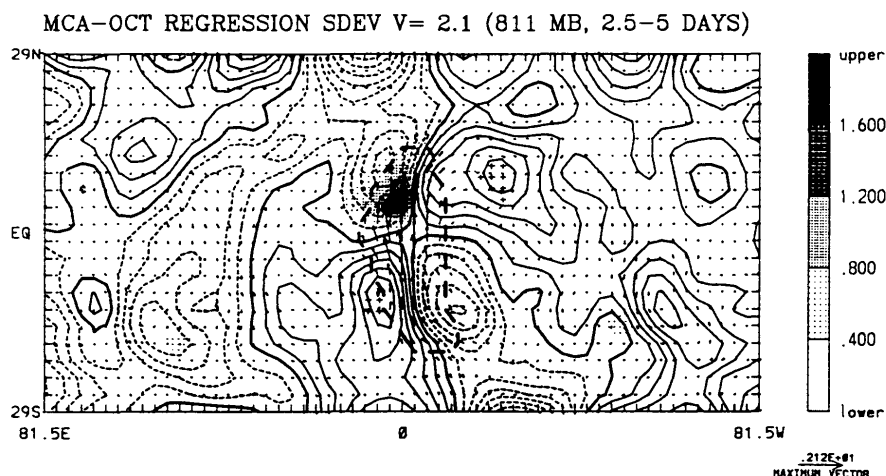 MCA-OCT REGRESSION SDEV V= 2.1 (811 MB, 2.5-5 DAYS)
29N
upper
1.600
1.200
EQ
.800
.400
29S
lower
81.5E
0
81.5W
.212E+01
MAXIMUM VECTOR